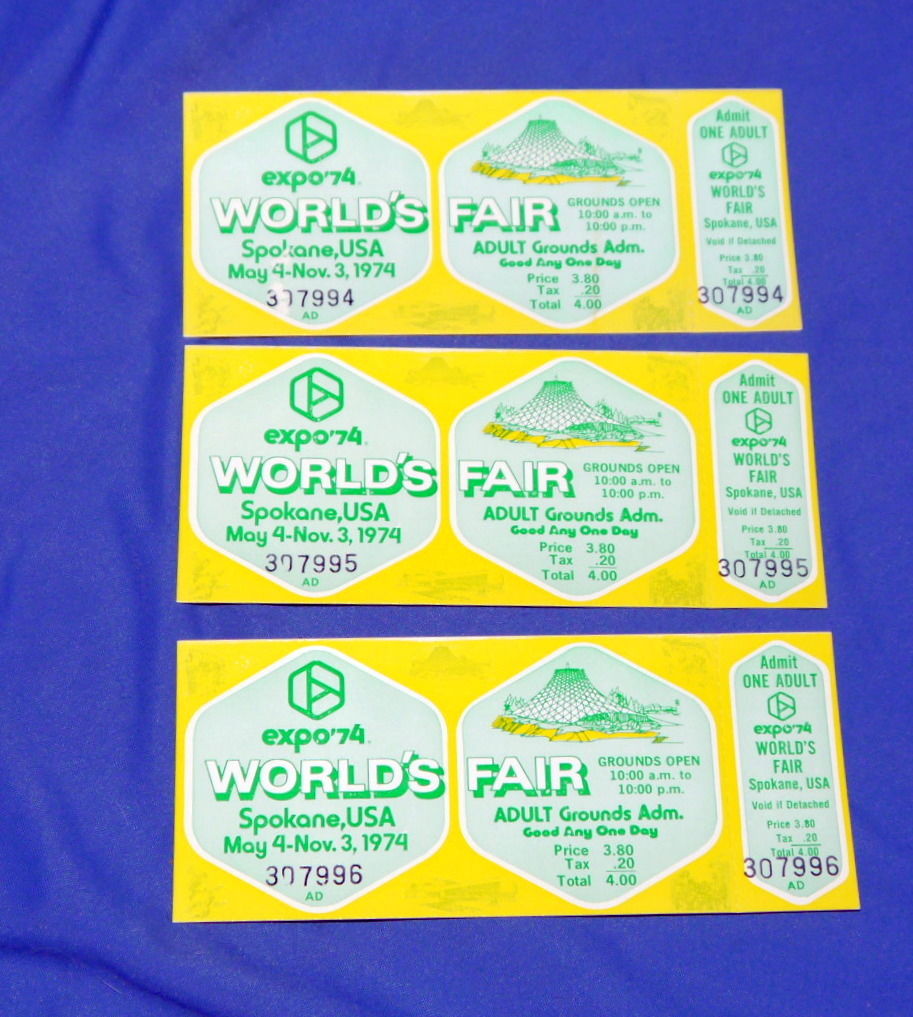 expo'74.
WORLD'S FAIR
Spokane,USA
May 4-Nov. 3, 1974
307994
AD
GROUNDS OPEN
10:00 a.m. to
10:00 p.m.
ADULT Grounds Adm.
Good Any One Day
Price 3.80
Tax .20
Total 4.00
Admit
ONE ADULT
expo'74
WORLD'S
FAIR
Spokane, USA
Void if Detached
Price 3.80
Tax .20
Total 4.00
307994
AD
expo'74.
WORLD'S FAIR
Spokane,USA
May 4-Nov. 3, 1974
307995
AD
GROUNDS OPEN
10:00 a.m. to
10:00 p.m.
ADULT Grounds Adm.
Good Any One Day
Price 3.80
Tax .20
Total 4.00
Admit
ONE ADULT
expo'74
WORLD'S
FAIR
Spokane, USA
Void if Detached
Price 3.80
Tax .20
Total 4.00
307995
AD
expo'74.
WORLD'S FAIR
Spokane,USA
May 4-Nov. 3, 1974
307996
AD
GROUNDS OPEN
10:00 a.m. to
10:00 p.m.
ADULT Grounds Adm.
Good Any One Day
Price 3.80
Tax .20
Total 4.00
Admit
ONE ADULT
expo'74
WORLD'S
FAIR
Spokane, USA
Void if Detached
Price 3.80
Tax .20
Total 4.00
307996
AD